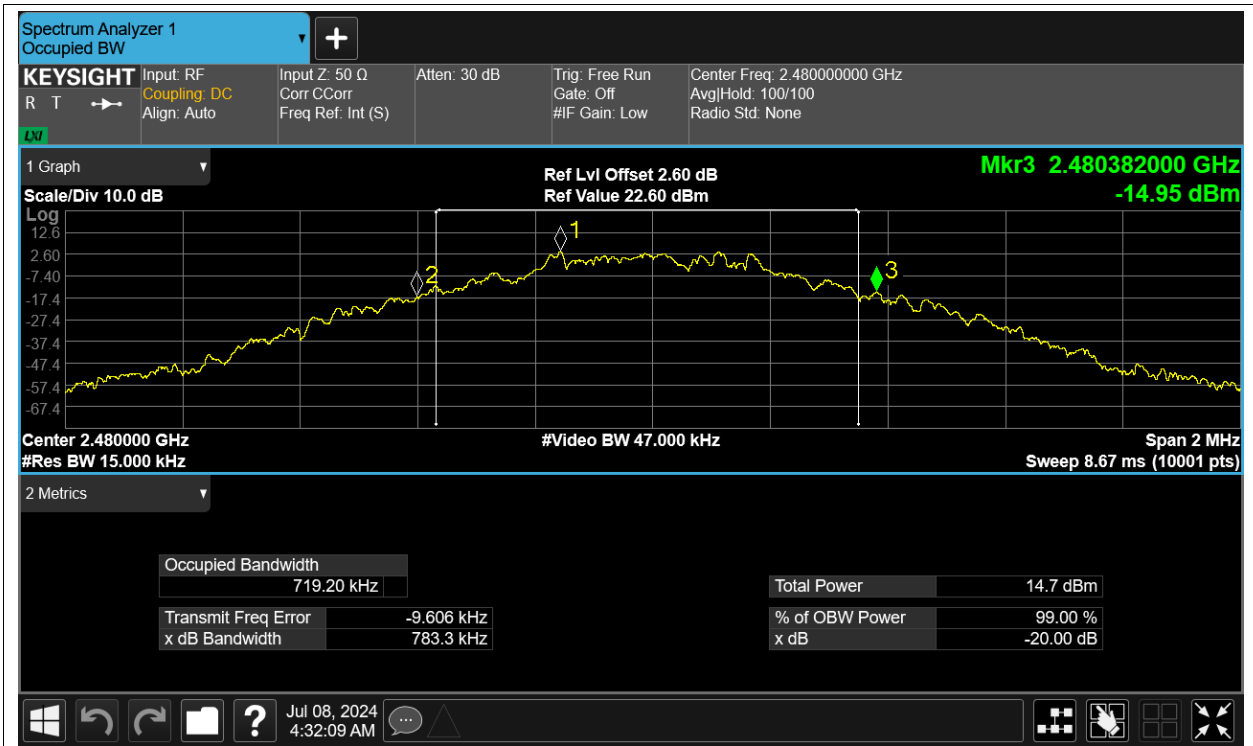 Spectrum Analyzer 1
Occupied BW
▼
+
KEYSIGHT
R T
LXI
Input: RF
Coupling: DC
Align: Auto
Input Z: 50 Ω
Corr CCorr
Freq Ref: Int (S)
Atten: 30 dB
Trig: Free Run
Gate: Off
#IF Gain: Low
Center Freq: 2.480000000 GHz
Avg|Hold: 100/100
Radio Std: None
1 Graph ▼
Scale/Div 10.0 dB
Ref Lvl Offset 2.60 dB
Ref Value 22.60 dBm
Mkr3 2.480382000 GHz
-14.95 dBm
Log
12.6
2.60
-7.40
-17.4
-27.4
-37.4
-47.4
-57.4
-67.4
1
2
3
Center 2.480000 GHz
#Res BW 15.000 kHz
#Video BW 47.000 kHz
Span 2 MHz
Sweep 8.67 ms (10001 pts)
2 Metrics ▼
Occupied Bandwidth
719.20 kHz
Transmit Freq Error -9.606 kHz
x dB Bandwidth 783.3 kHz
Total Power 14.7 dBm
% of OBW Power 99.00 %
x dB -20.00 dB
?
Jul 08, 2024
4:32:09 AM